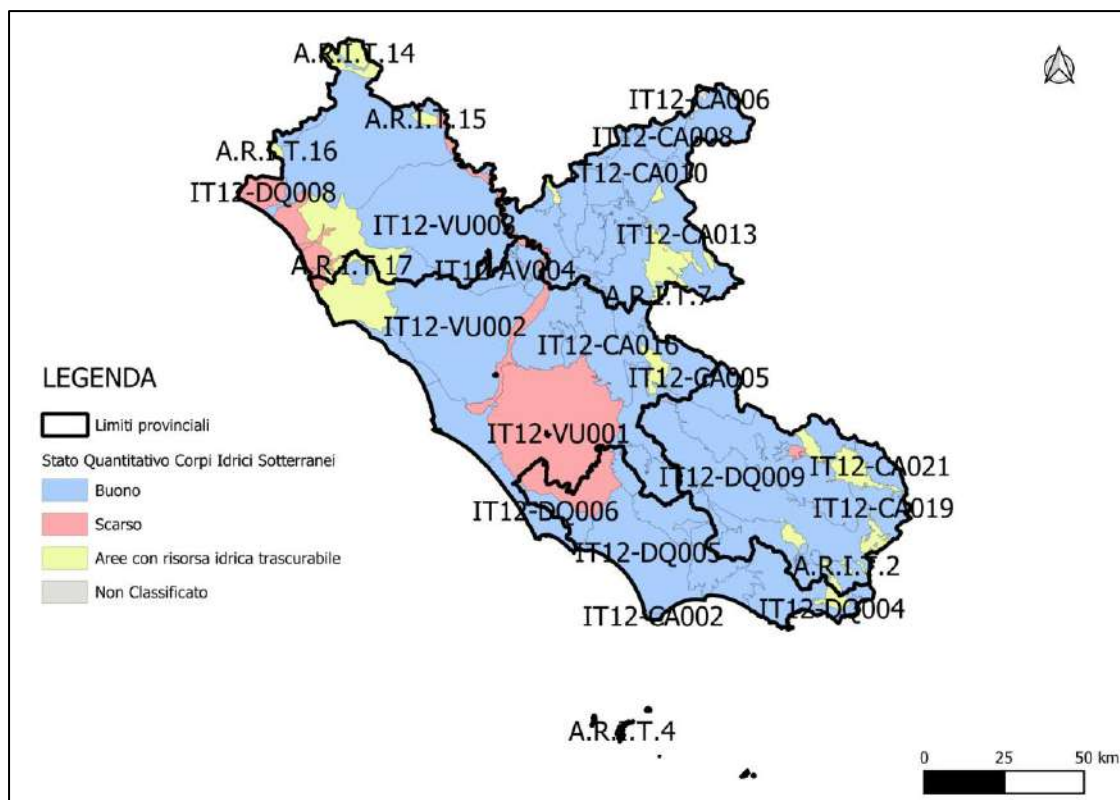 A.R.I.T.14
IT12-CA006
A.R.I.T.15
IT12-CA008
A.R.I.T.16
IT12-CA010
IT12-DQ008
IT12-VU003
IT12-CA013
A.R.I.T.17
IT12-AV004
A.R.I.T.7
IT12-VU002
IT12-CA016
IT12-CA005
LEGENDA
Limiti provinciali
Stato Quantitativo Corpi Idrici Sotterranei
Buono
Scarso
Aree con risorsa idrica trascurabile
Non Classificato
IT12-VU001
IT12-CA021
IT12-DQ009
IT12-CA019
IT12-DQ006
IT12-DQ005
A.R.I.T.2
IT12-CA002
IT12-DQ004
A.R.I.T.4
0 25 50 km